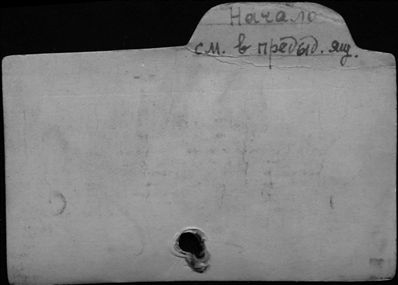 Начало
см. в предыд. ящ.